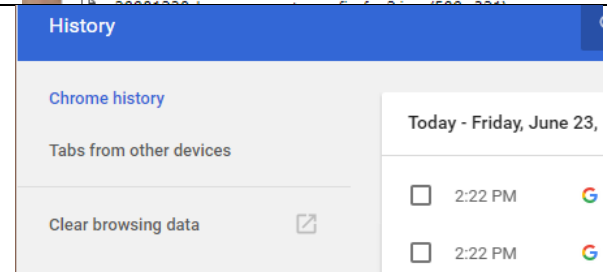 History
Chrome history
Tabs from other devices
Clear browsing data
Today - Friday, June 23,
2:22 PM
2:22 PM